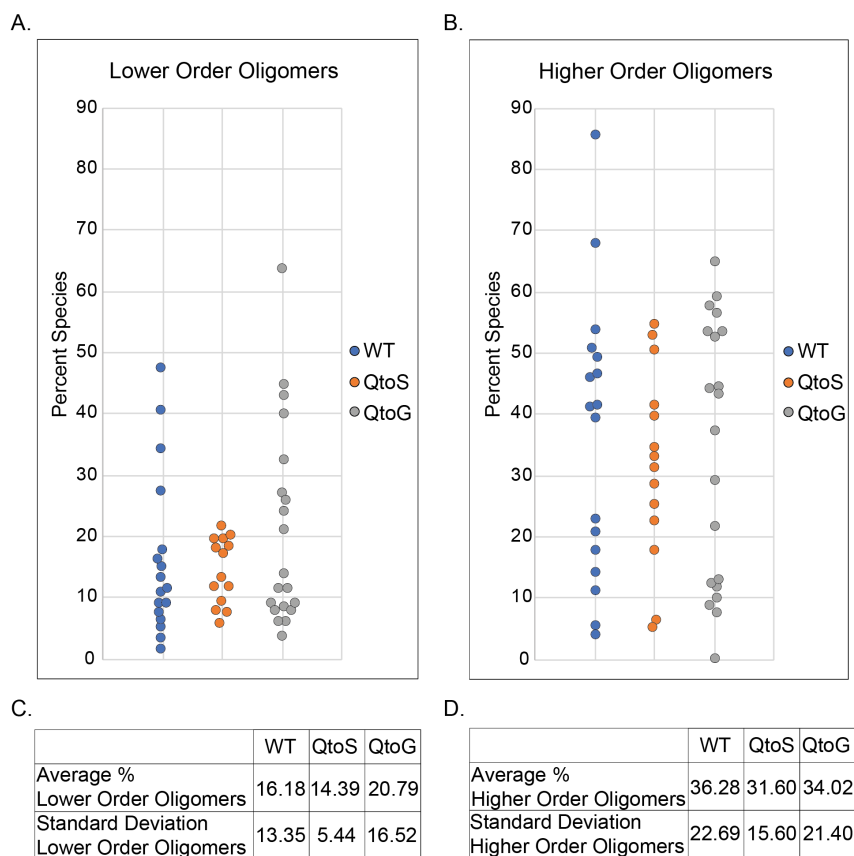 A.
Lower Order Oligomers
90
80
70
60
50
40
30
20
10
0
Percent Species
WT
QtoS
QtoG
B.
Higher Order Oligomers
90
80
70
60
50
40
30
20
10
0
Percent Species
WT
QtoS
QtoG
C.
WT QtoS QtoG
Average %
Lower Order Oligomers 16.18 14.39 20.79
Standard Deviation
Lower Order Oligomers 13.35 5.44 16.52
D.
WT QtoS QtoG
Average %
Higher Order Oligomers 36.28 31.60 34.02
Standard Deviation
Higher Order Oligomers 22.69 15.60 21.40